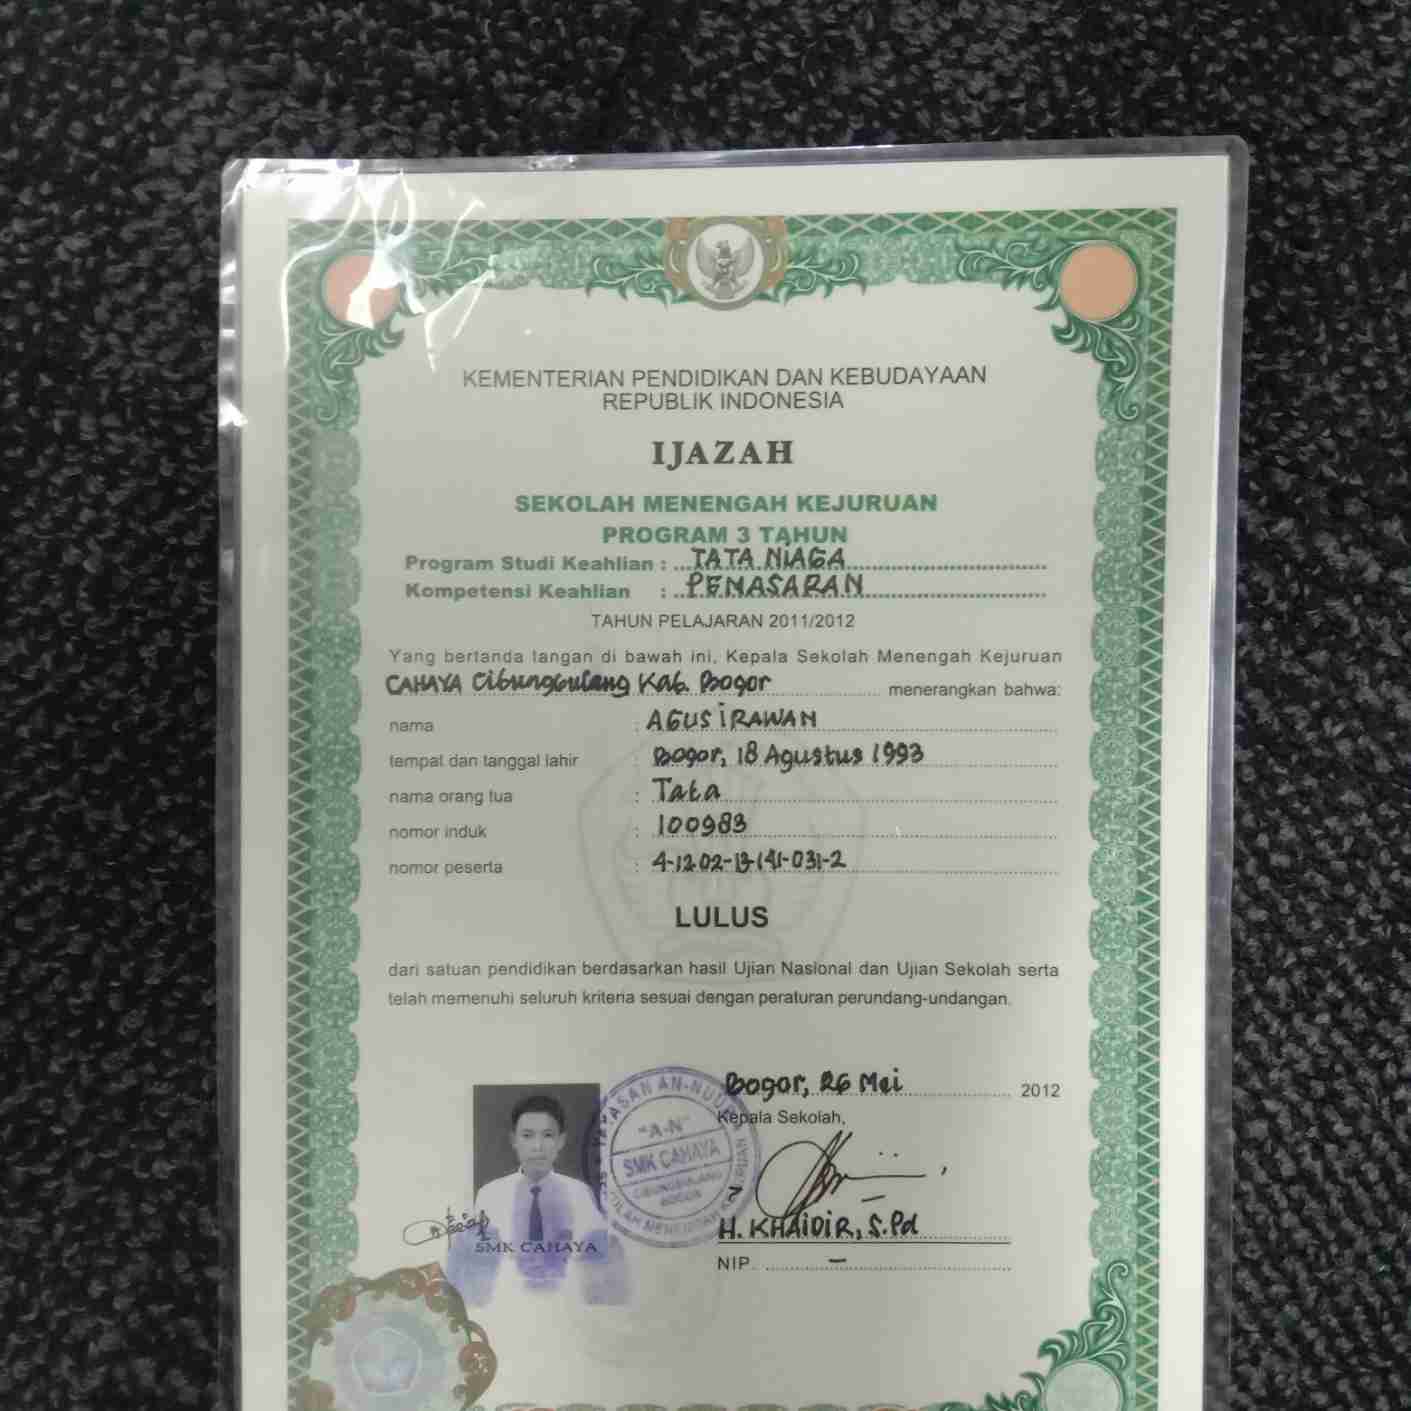 KEMENTERIAN PENDIDIKAN DAN KEBUDAYAAN
REPUBLIK INDONESIA
IJAZAH
SEKOLAH MENENGAH KEJURUAN
PROGRAM 3 TAHUN
Program Studi Keahlian : TATA NIAGA
Kompetensi Keahlian : PEMASARAN
TAHUN PELAJARAN 2011/2012
Yang bertanda tangan di bawah ini, Kepala Sekolah Menengah Kejuruan
CAHAYA Cibungbulang Kab. Bogor menerangkan bahwa:
nama : AGUS IRAWAN
tempat dan tanggal lahir : Bogor, 18 Agustus 1993
nama orang tua : Tata
nomor induk : 100983
nomor peserta : 4-12 02-13-141-031-2
LULUS
dari satuan pendidikan berdasarkan hasil Ujian Nasional dan Ujian Sekolah serta
telah memenuhi seluruh kriteria sesuai dengan peraturan perundang-undangan.
Bogor, 26 Mei 2012
Kepala Sekolah,
YAYASAN AN-NUUR
"A-N"
SMK CAHAYA
CIBUNGBULANG
BOGOR
H. KHAIDIR, S.Pd
SMK CAHAYA
NIP. –